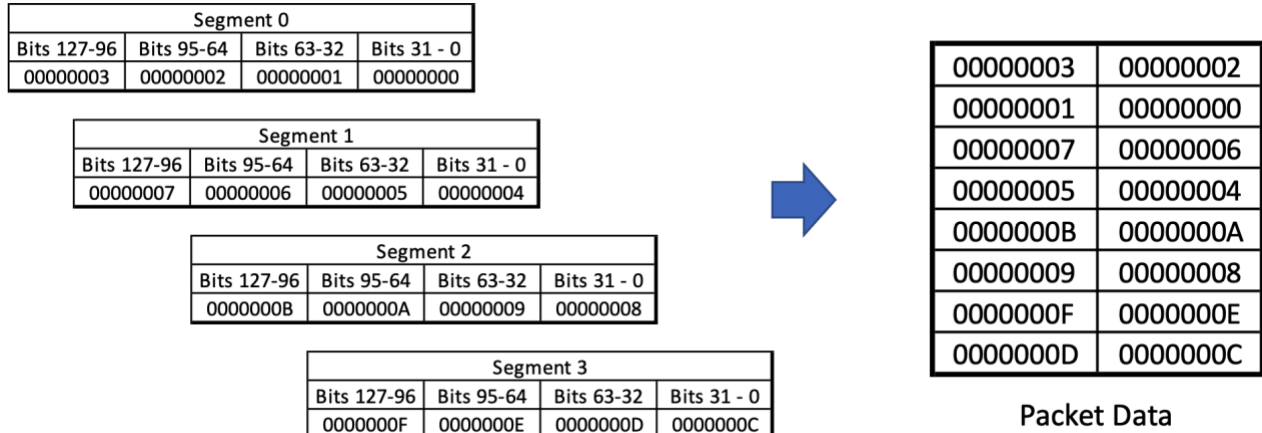 Segment 0
Bits 127-96 Bits 95-64 Bits 63-32 Bits 31 - 0
00000003 00000002 00000001 00000000
Segment 1
Bits 127-96 Bits 95-64 Bits 63-32 Bits 31 - 0
00000007 00000006 00000005 00000004
Segment 2
Bits 127-96 Bits 95-64 Bits 63-32 Bits 31 - 0
0000000B 0000000A 00000009 00000008
Segment 3
Bits 127-96 Bits 95-64 Bits 63-32 Bits 31 - 0
0000000F 0000000E 0000000D 0000000C
00000003 00000002
00000001 00000000
00000007 00000006
00000005 00000004
0000000B 0000000A
00000009 00000008
0000000F 0000000E
0000000D 0000000C
Packet Data